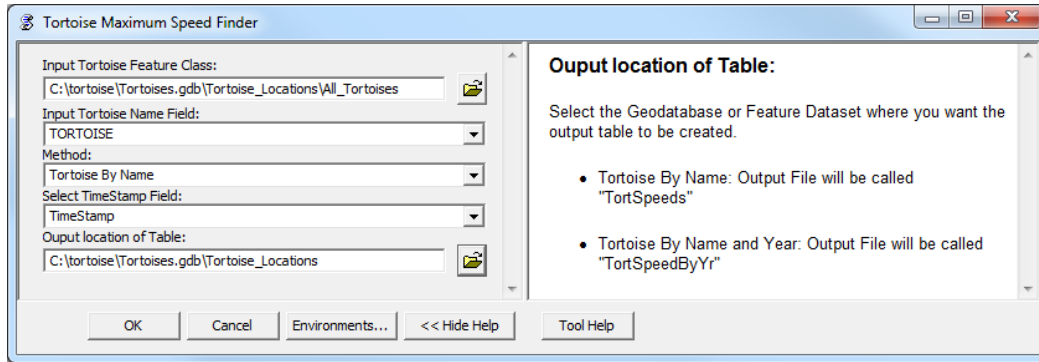 Tortoise Maximum Speed Finder
Input Tortoise Feature Class:
C:\tortoise\Tortoises.gdb\Tortoise_Locations\All_Tortoises
Input Tortoise Name Field:
TORTOISE
Method:
Tortoise By Name
Select TimeStamp Field:
TimeStamp
Ouput location of Table:
C:\tortoise\Tortoises.gdb\Tortoise_Locations
OK
Cancel
Environments...
<< Hide Help
Ouput location of Table:
Select the Geodatabase or Feature Dataset where you want the
output table to be created.
• Tortoise By Name: Output File will be called
"TortSpeeds"
• Tortoise By Name and Year: Output File will be called
"TortSpeedByYr"
Tool Help